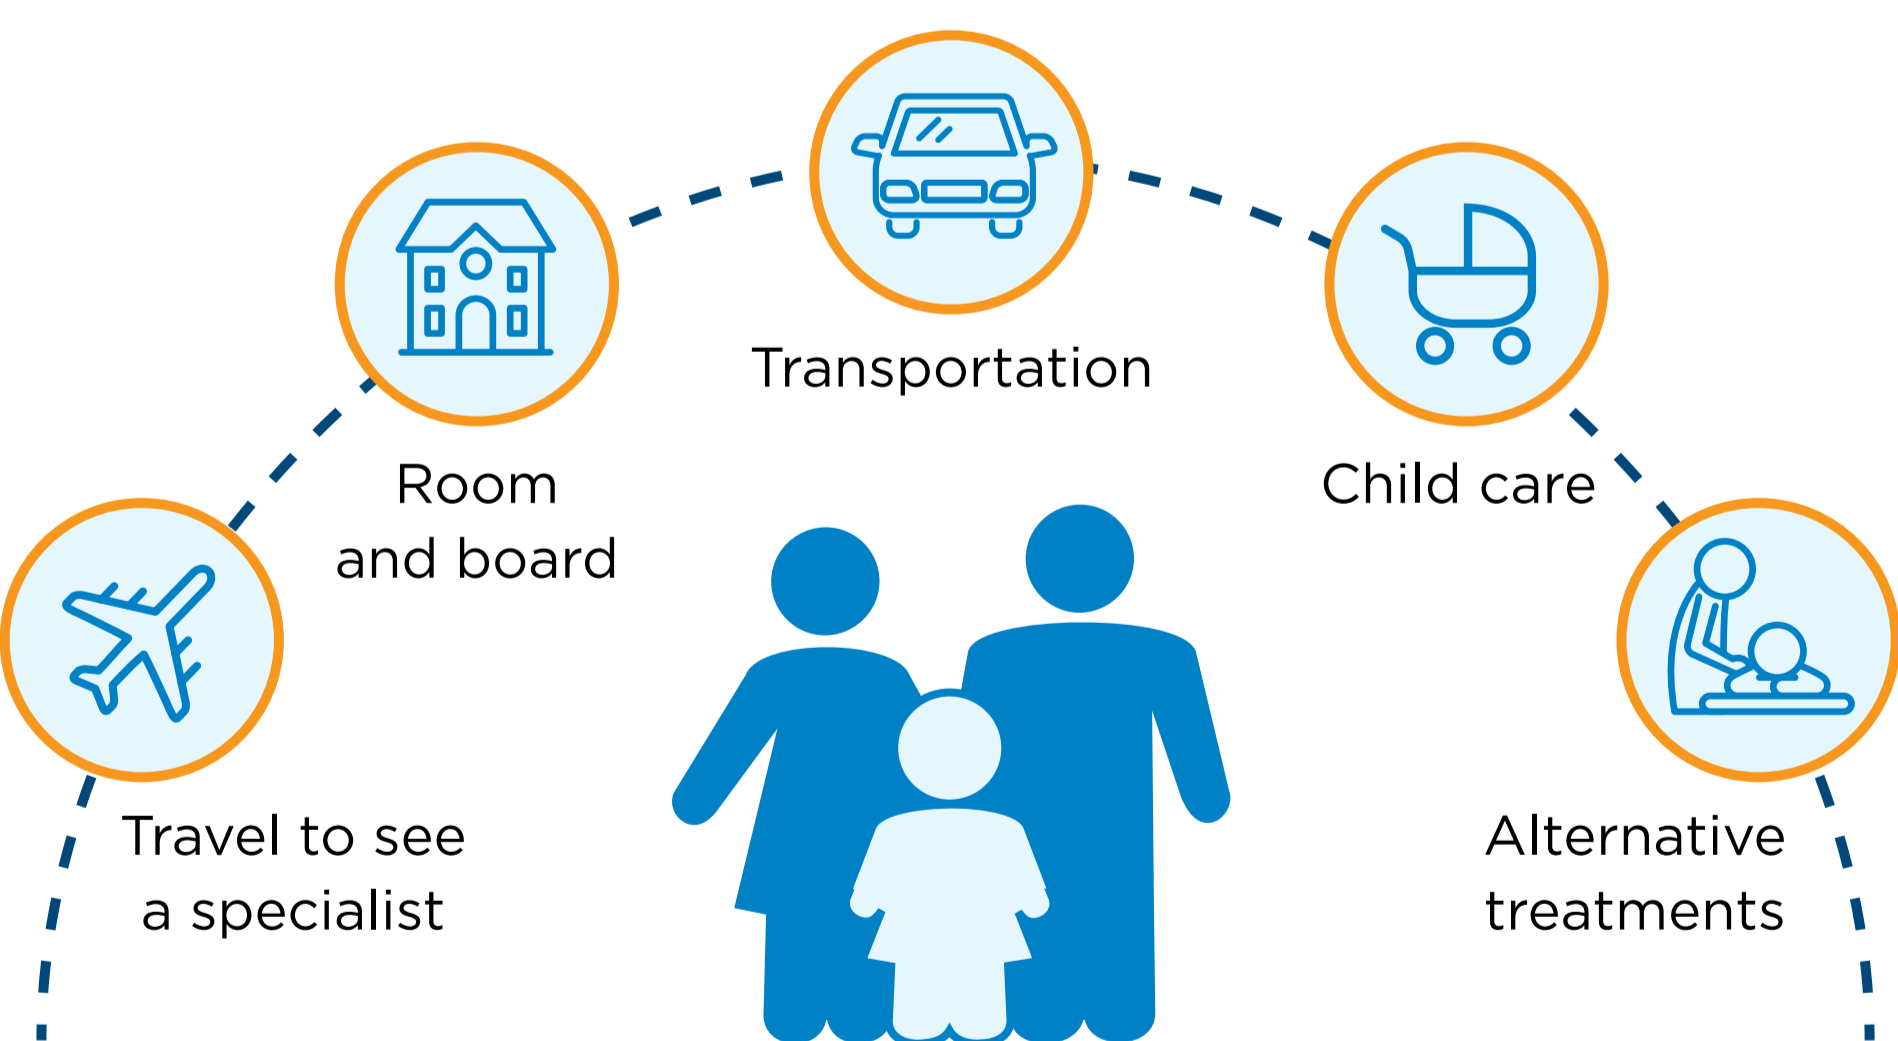 Travel to see
a specialist
Room
and board
Transportation
Child care
Alternative
treatments